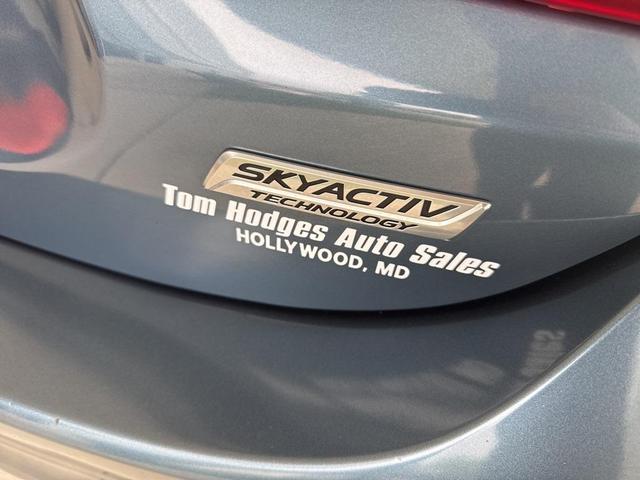 SKYACTIV
TECHNOLOGY
Tom Hodges Auto Sales
HOLLYWOOD, MD